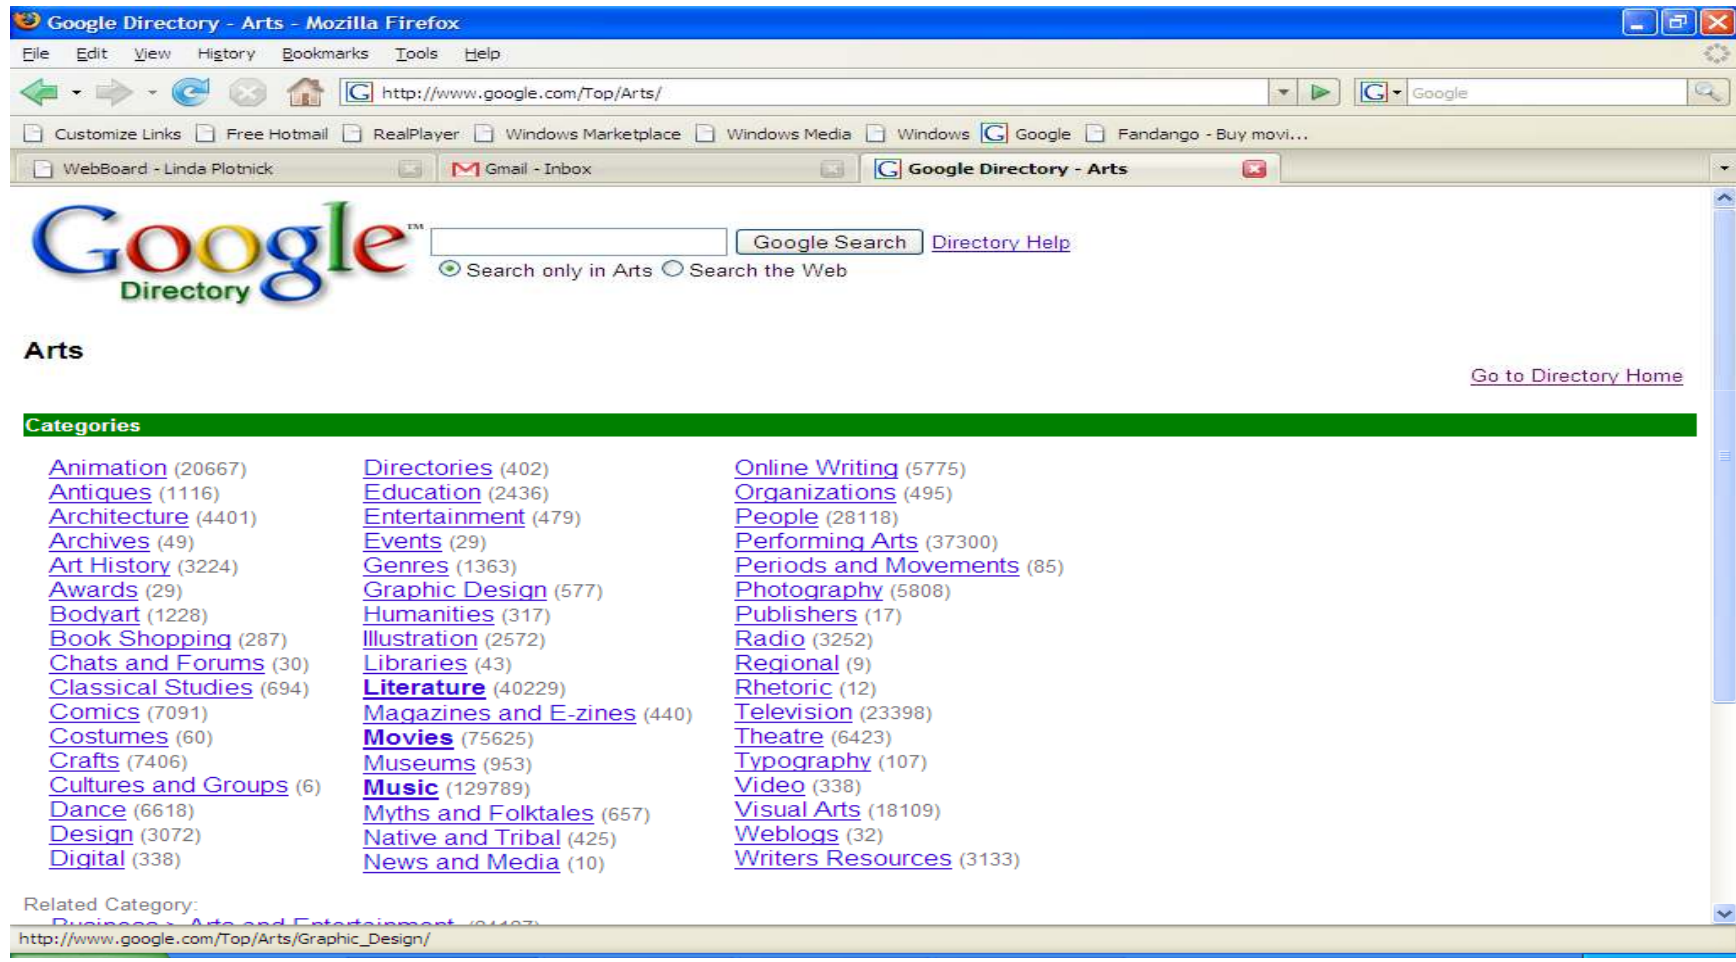 Google Directory - Arts - Mozilla Firefox
File Edit View History Bookmarks Tools Help
http://www.google.com/Top/Arts/ Google
Customize Links Free Hotmail RealPlayer Windows Marketplace Windows Media Windows Google Fandango - Buy movi...
WebBoard - Linda Plotnick Gmail - Inbox Google Directory - Arts
Google™ Google Search Directory Help
Search only in Arts Search the Web
Directory
Arts
Go to Directory Home
Categories
Animation (20667)
Antiques (1116)
Architecture (4401)
Archives (49)
Art History (3224)
Awards (29)
Bodyart (1228)
Book Shopping (287)
Chats and Forums (30)
Classical Studies (694)
Comics (7091)
Costumes (60)
Crafts (7406)
Cultures and Groups (6)
Dance (6618)
Design (3072)
Digital (338)
Directories (402)
Education (2436)
Entertainment (479)
Events (29)
Genres (1363)
Graphic Design (577)
Humanities (317)
Illustration (2572)
Libraries (43)
Literature (40229)
Magazines and E-zines (440)
Movies (75625)
Museums (953)
Music (129789)
Myths and Folktales (657)
Native and Tribal (425)
News and Media (10)
Online Writing (5775)
Organizations (495)
People (28118)
Performing Arts (37300)
Periods and Movements (85)
Photography (5808)
Publishers (17)
Radio (3252)
Regional (9)
Rhetoric (12)
Television (23398)
Theatre (6423)
Typography (107)
Video (338)
Visual Arts (18109)
Weblogs (32)
Writers Resources (3133)
Related Category:
Business > Arts and Entertainment
http://www.google.com/Top/Arts/Graphic_Design/